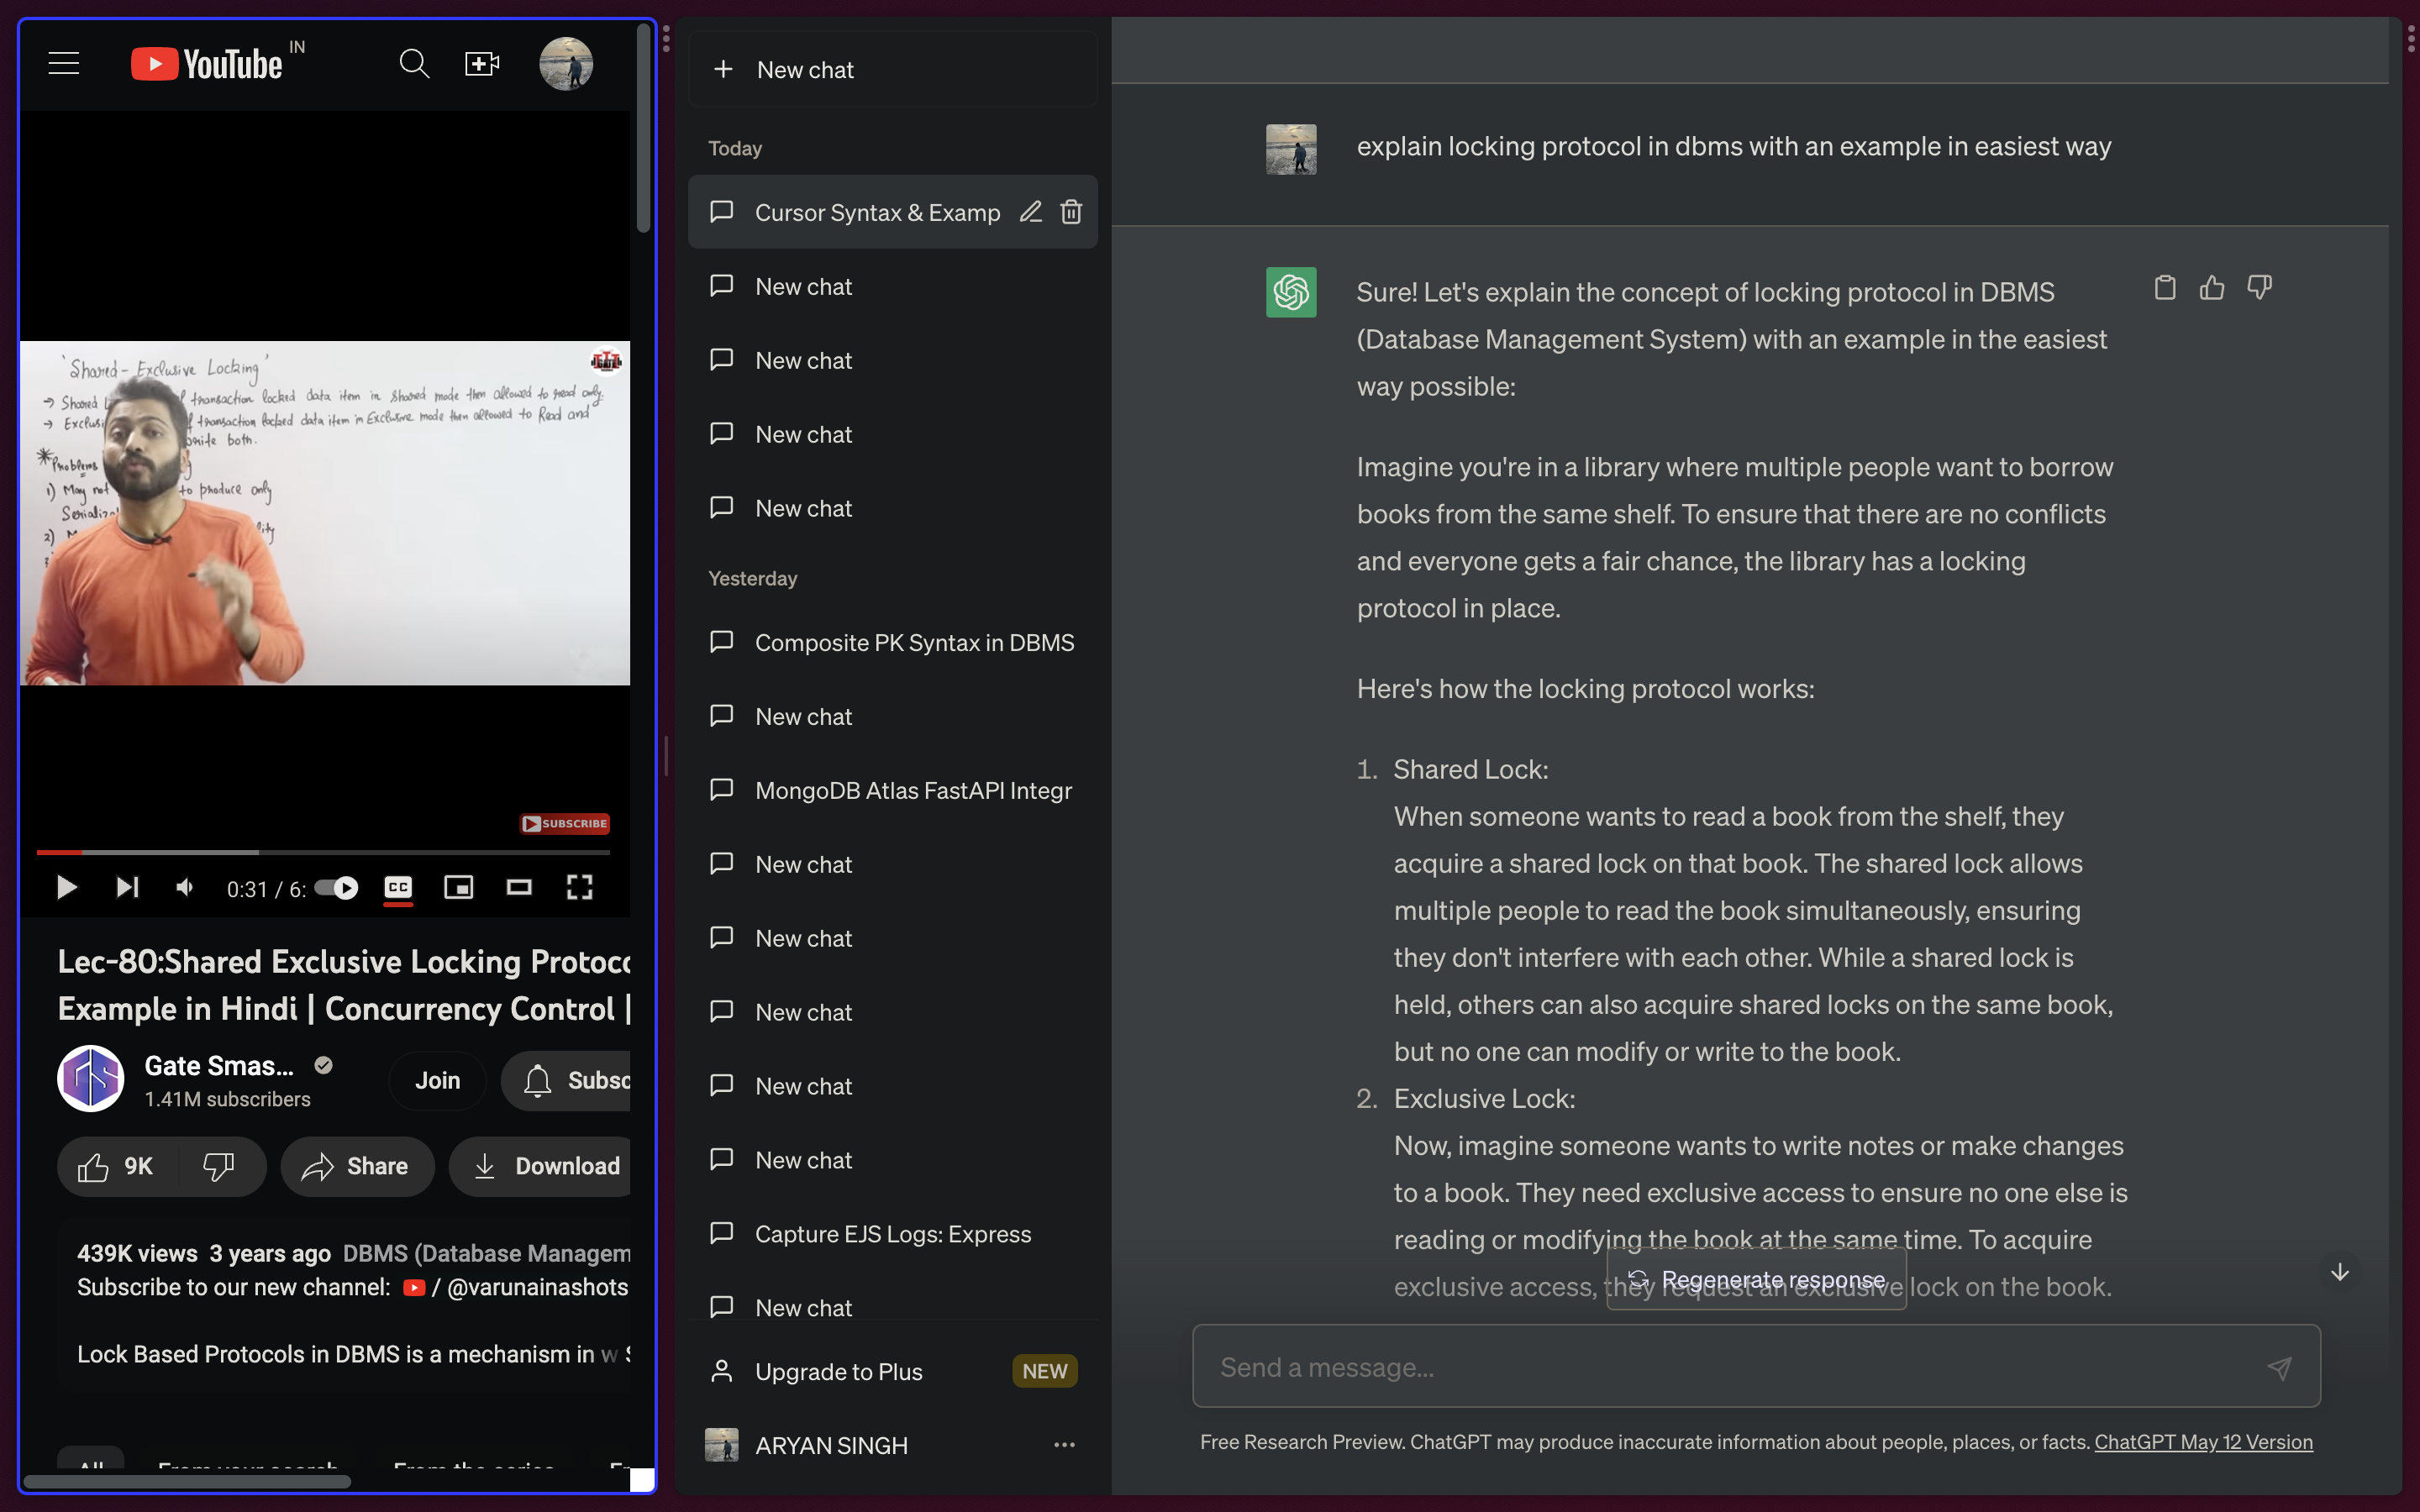 YouTube IN
'Shared - Exclusive Locking'
→ Shared L f transaction locked data item in shared mode then allowed to read only.
→ Exclusi f transaction locked data item in Exclusive mode then allowed to Read and
write both.
* Problems
1) May not to produce only
Serializa
2) M lity
SUBSCRIBE
0:31 / 6:
CC
Lec-80:Shared Exclusive Locking Protoco
Example in Hindi | Concurrency Control |
Gate Smas...
1.41M subscribers
Join
Subsc
9K
Share
Download
439K views 3 years ago DBMS (Database Managem
Subscribe to our new channel: / @varunainashots
Lock Based Protocols in DBMS is a mechanism in w
All From your search From the series
New chat
Today
Cursor Syntax & Examp
New chat
New chat
New chat
New chat
Yesterday
Composite PK Syntax in DBMS
New chat
MongoDB Atlas FastAPI Integr
New chat
New chat
New chat
New chat
New chat
Capture EJS Logs: Express
New chat
Upgrade to Plus NEW
ARYAN SINGH
explain locking protocol in dbms with an example in easiest way
Sure! Let's explain the concept of locking protocol in DBMS
(Database Management System) with an example in the easiest
way possible:
Imagine you're in a library where multiple people want to borrow
books from the same shelf. To ensure that there are no conflicts
and everyone gets a fair chance, the library has a locking
protocol in place.
Here's how the locking protocol works:
1. Shared Lock:
When someone wants to read a book from the shelf, they
acquire a shared lock on that book. The shared lock allows
multiple people to read the book simultaneously, ensuring
they don't interfere with each other. While a shared lock is
held, others can also acquire shared locks on the same book,
but no one can modify or write to the book.
2. Exclusive Lock:
Now, imagine someone wants to write notes or make changes
to a book. They need exclusive access to ensure no one else is
reading or modifying the book at the same time. To acquire
exclusive access, they request an exclusive lock on the book.
Regenerate response
Send a message...
Free Research Preview. ChatGPT may produce inaccurate information about people, places, or facts. ChatGPT May 12 Version